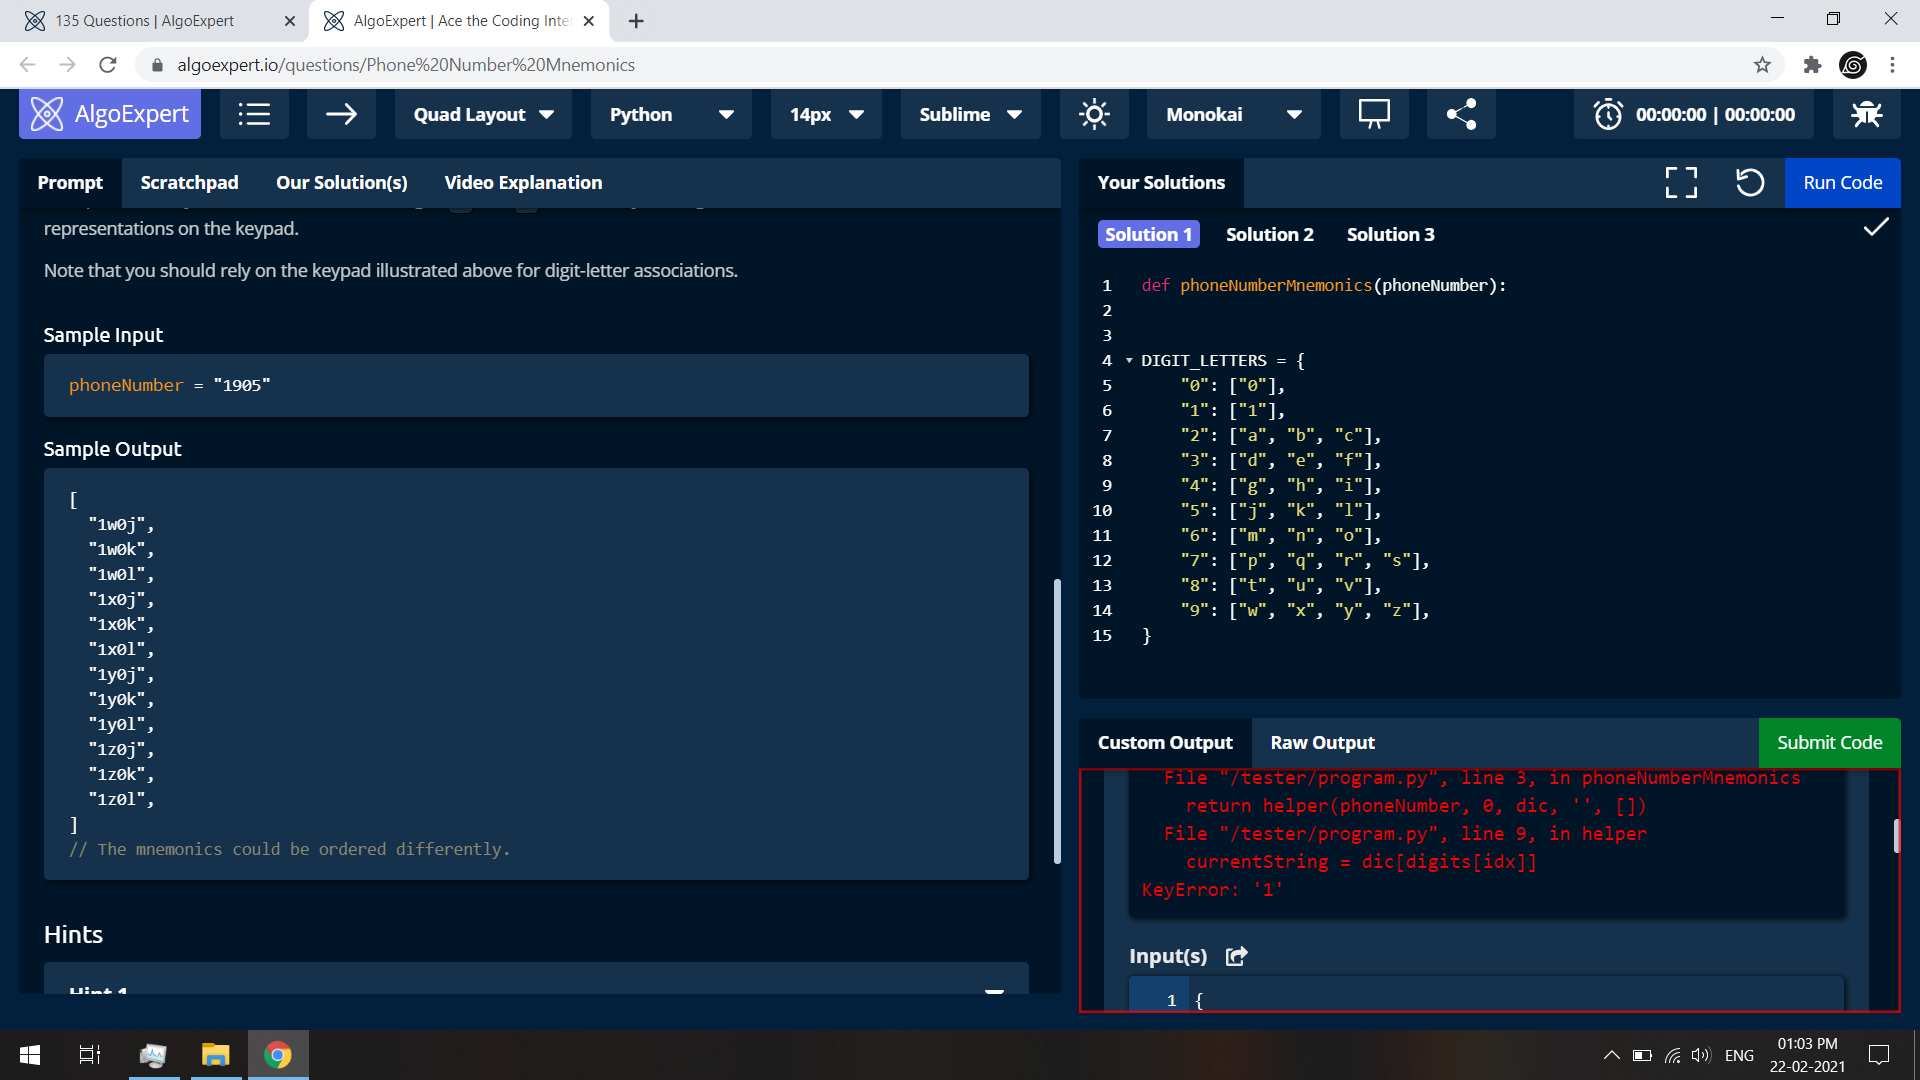 135 Questions | AlgoExpert
AlgoExpert | Ace the Coding Inte
algoexpert.io/questions/Phone%20Number%20Mnemonics
AlgoExpert
Quad Layout
Python
14px
Sublime
Monokai
00:00:00 | 00:00:00
Prompt
Scratchpad
Our Solution(s)
Video Explanation
representations on the keypad.
Note that you should rely on the keypad illustrated above for digit-letter associations.
Sample Input
phoneNumber = "1905"
Sample Output
[
"1w0j",
"1w0k",
"1w0l",
"1x0j",
"1x0k",
"1x0l",
"1y0j",
"1y0k",
"1y0l",
"1z0j",
"1z0k",
"1z0l",
]
// The mnemonics could be ordered differently.
Hints
Hint 1
Your Solutions
Run Code
Solution 1
Solution 2
Solution 3
1 def phoneNumberMnemonics(phoneNumber):
2
3
4 DIGIT_LETTERS = {
5 "0": ["0"],
6 "1": ["1"],
7 "2": ["a", "b", "c"],
8 "3": ["d", "e", "f"],
9 "4": ["g", "h", "i"],
10 "5": ["j", "k", "l"],
11 "6": ["m", "n", "o"],
12 "7": ["p", "q", "r", "s"],
13 "8": ["t", "u", "v"],
14 "9": ["w", "x", "y", "z"],
15 }
Custom Output
Raw Output
Submit Code
File "/tester/program.py", line 3, in phoneNumberMnemonics
return helper(phoneNumber, 0, dic, '', [])
File "/tester/program.py", line 9, in helper
currentString = dic[digits[idx]]
KeyError: '1'
Input(s)
1 {
ENG
01:03 PM
22-02-2021